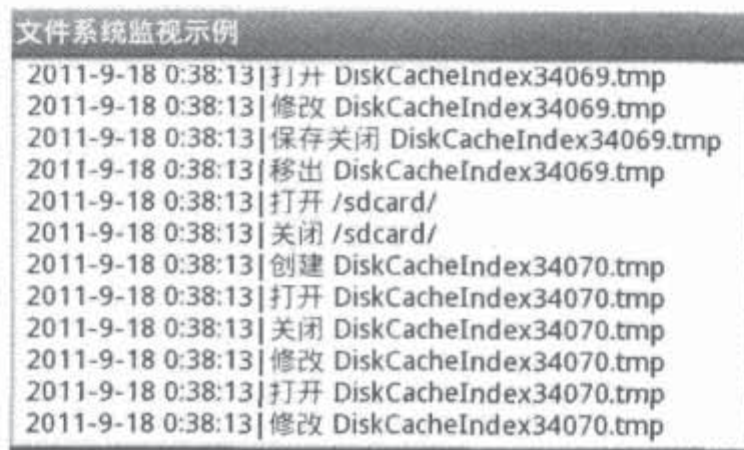 文件系统监视示例
2011-9-18 0:38:13|打开 DiskCacheIndex34069.tmp
2011-9-18 0:38:13|修改 DiskCacheIndex34069.tmp
2011-9-18 0:38:13|保存关闭 DiskCacheIndex34069.tmp
2011-9-18 0:38:13|移出 DiskCacheIndex34069.tmp
2011-9-18 0:38:13|打开 /sdcard/
2011-9-18 0:38:13|关闭 /sdcard/
2011-9-18 0:38:13|创建 DiskCacheIndex34070.tmp
2011-9-18 0:38:13|打开 DiskCacheIndex34070.tmp
2011-9-18 0:38:13|关闭 DiskCacheIndex34070.tmp
2011-9-18 0:38:13|修改 DiskCacheIndex34070.tmp
2011-9-18 0:38:13|打开 DiskCacheIndex34070.tmp
2011-9-18 0:38:13|修改 DiskCacheIndex34070.tmp